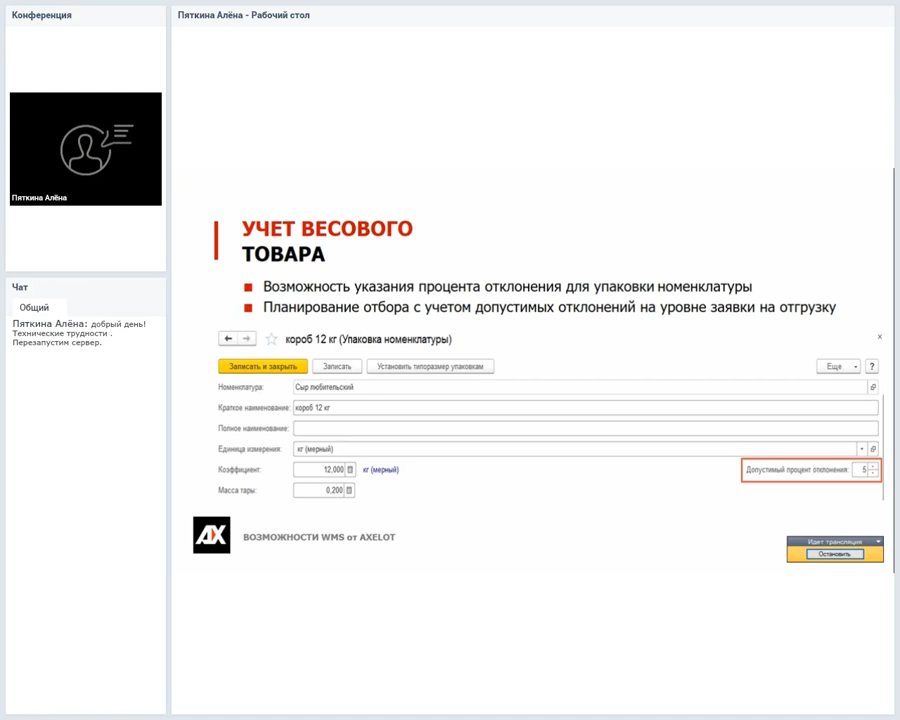 Конференция
Пяткина Алёна
Чат
Общий
Пяткина Алёна: добрый день!
Технические трудности .
Перезапустим сервер.
Пяткина Алёна - Рабочий стол
УЧЕТ ВЕСОВОГО
ТОВАРА
Возможность указания процента отклонения для упаковки номенклатуры
Планирование отбора с учетом допустимых отклонений на уровне заявки на отгрузку
короб 12 кг (Упаковка номенклатуры)
Записать и закрыть Записать Установить типоразмер упаковкам Еще ?
Номенклатура: Сыр любительский
Краткое наименование: короб 12 кг
Полное наименование:
Единица измерения: кг (мерный)
Коэффициент: 12,000 кг (мерный) Допустимый процент отклонения: 5
Масса тары: 0,200
AX ВОЗМОЖНОСТИ WMS от AXELOT
Идет трансляция
Остановить